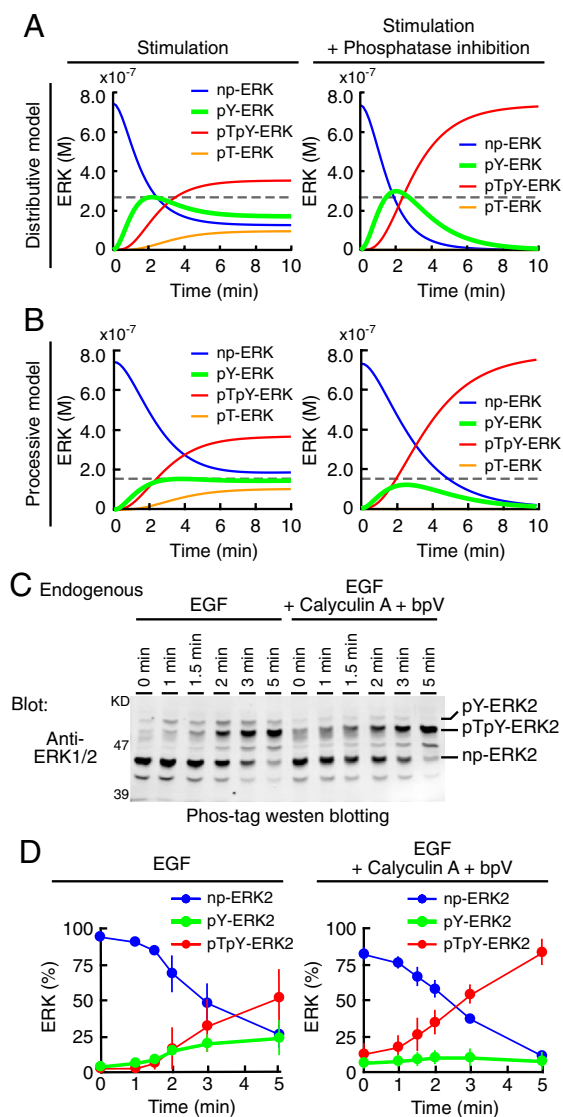 A
Stimulation
Stimulation
+ Phosphatase inhibition
Distributive model
x10-7
8.0
4.0
2.0
0
ERK (M)
np-ERK
pY-ERK
pTpY-ERK
pT-ERK
0 2 4 6 8 10
Time (min)
x10-7
8.0
4.0
2.0
0
ERK (M)
np-ERK
pY-ERK
pTpY-ERK
pT-ERK
0 2 4 6 8 10
Time (min)
B
Processive model
x10-7
8.0
4.0
2.0
0
ERK (M)
np-ERK
pY-ERK
pTpY-ERK
pT-ERK
0 2 4 6 8 10
Time (min)
x10-7
8.0
4.0
2.0
0
ERK (M)
np-ERK
pY-ERK
pTpY-ERK
pT-ERK
0 2 4 6 8 10
Time (min)
C
Endogenous
EGF
EGF
+ Calyculin A + bpV
0 min 1 min 1.5 min 2 min 3 min 5 min
0 min 1 min 1.5 min 2 min 3 min 5 min
Blot:
KD
Anti-
ERK1/2
47
39
pY-ERK2
pTpY-ERK2
np-ERK2
Phos-tag westen blotting
D
EGF
EGF
+ Calyculin A + bpV
np-ERK2
pY-ERK2
pTpY-ERK2
100
75
50
25
0
ERK (%)
0 1 2 3 4 5
Time (min)
np-ERK2
pY-ERK2
pTpY-ERK2
100
75
50
25
0
ERK (%)
0 1 2 3 4 5
Time (min)